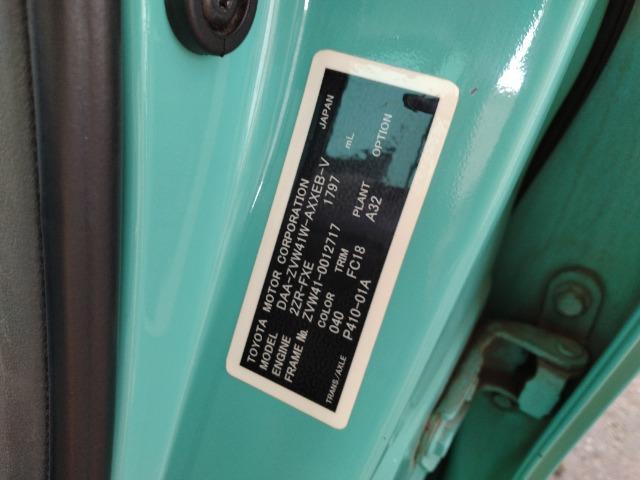 TOYOTA MOTOR CORPORATION JAPAN
MODEL DAA-ZVW41W-AXXEB-V
ENGINE 2ZR-FXE 1797 mL
FRAME No. ZVW41-0012717
COLOR TRIM PLANT OPTION
040 FC18 A32
TRANS/AXLE P410-01A